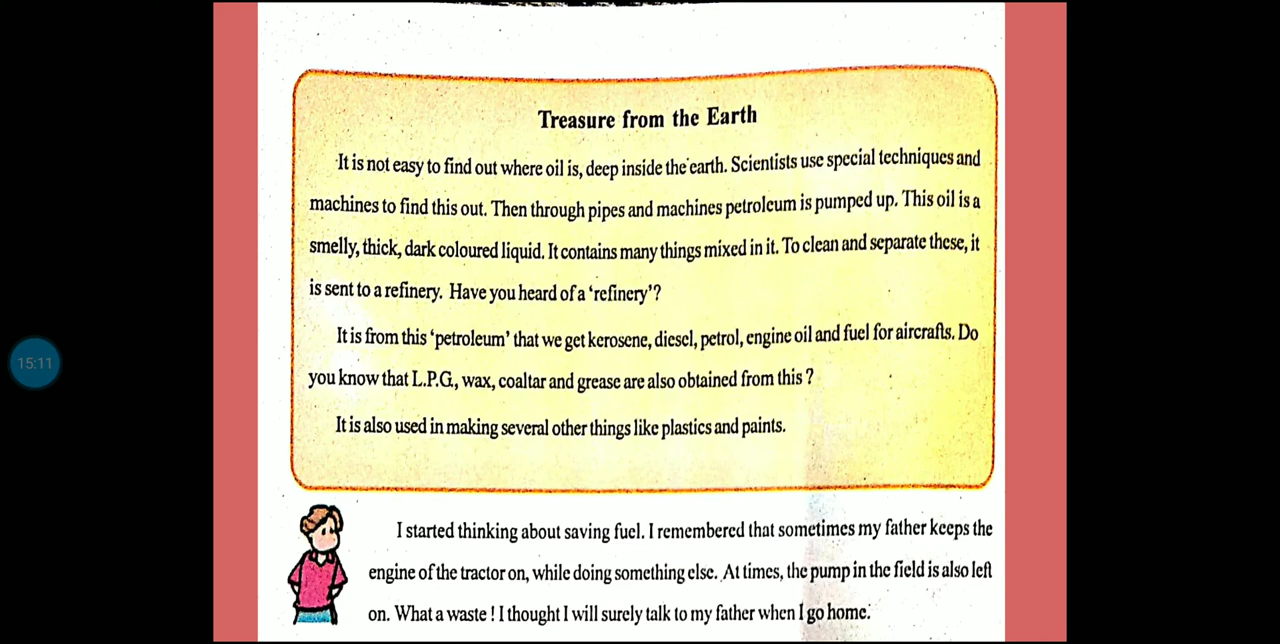 Treasure from the Earth
It is not easy to find out where oil is, deep inside the earth. Scientists use special techniques and
machines to find this out. Then through pipes and machines petroleum is pumped up. This oil is a
smelly, thick, dark coloured liquid. It contains many things mixed in it. To clean and separate these, it
is sent to a refinery. Have you heard of a ‘refinery’?
It is from this ‘petroleum’ that we get kerosene, diesel, petrol, engine oil and fuel for aircrafts. Do
you know that L.P.G., wax, coaltar and grease are also obtained from this ?
It is also used in making several other things like plastics and paints.
15:11
I started thinking about saving fuel. I remembered that sometimes my father keeps the
engine of the tractor on, while doing something else. At times, the pump in the field is also left
on. What a waste ! I thought I will surely talk to my father when I go home.